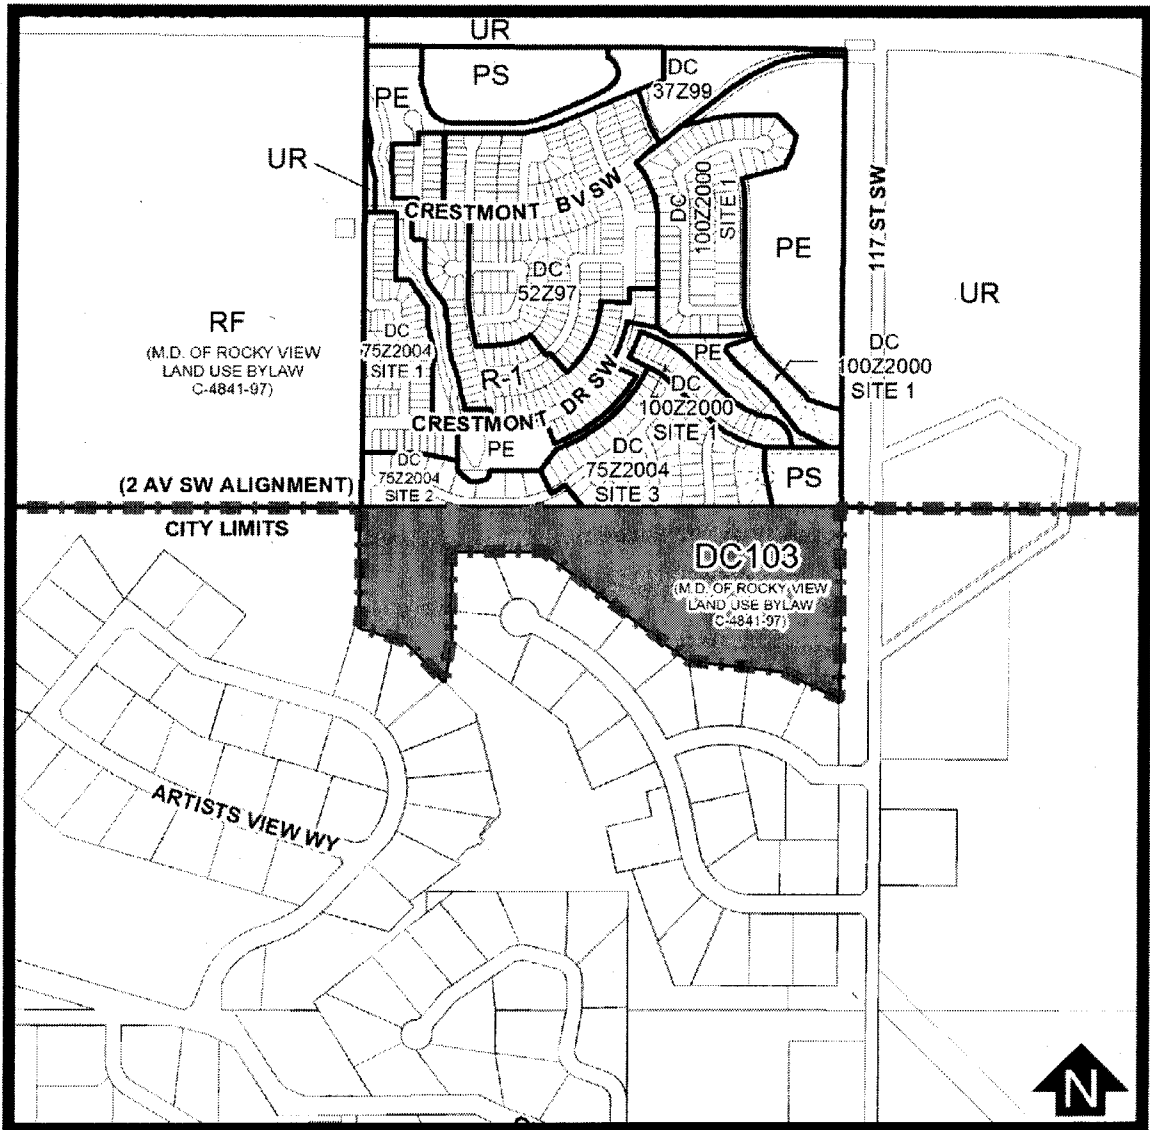 UR
PS
DC
37Z99
PE
UR
CRESTMONT BV SW
DC
100Z2000
SITE 1
PE
117 ST SW
UR
DC
52Z97
RF
(M.D. OF ROCKY VIEW
LAND USE BYLAW
C-4841-97)
DC
75Z2004
SITE 1
R-1
CRESTMONT DR SW
PE
DC
100Z2000
SITE 1
DC
100Z2000
SITE 1
PE
DC
75Z2004
SITE 2
DC
75Z2004
SITE 3
PS
(2 AV SW ALIGNMENT)
CITY LIMITS
DC103
(M.D. OF ROCKY VIEW
LAND USE BYLAW
C-4841-97)
ARTISTS VIEW WY
N